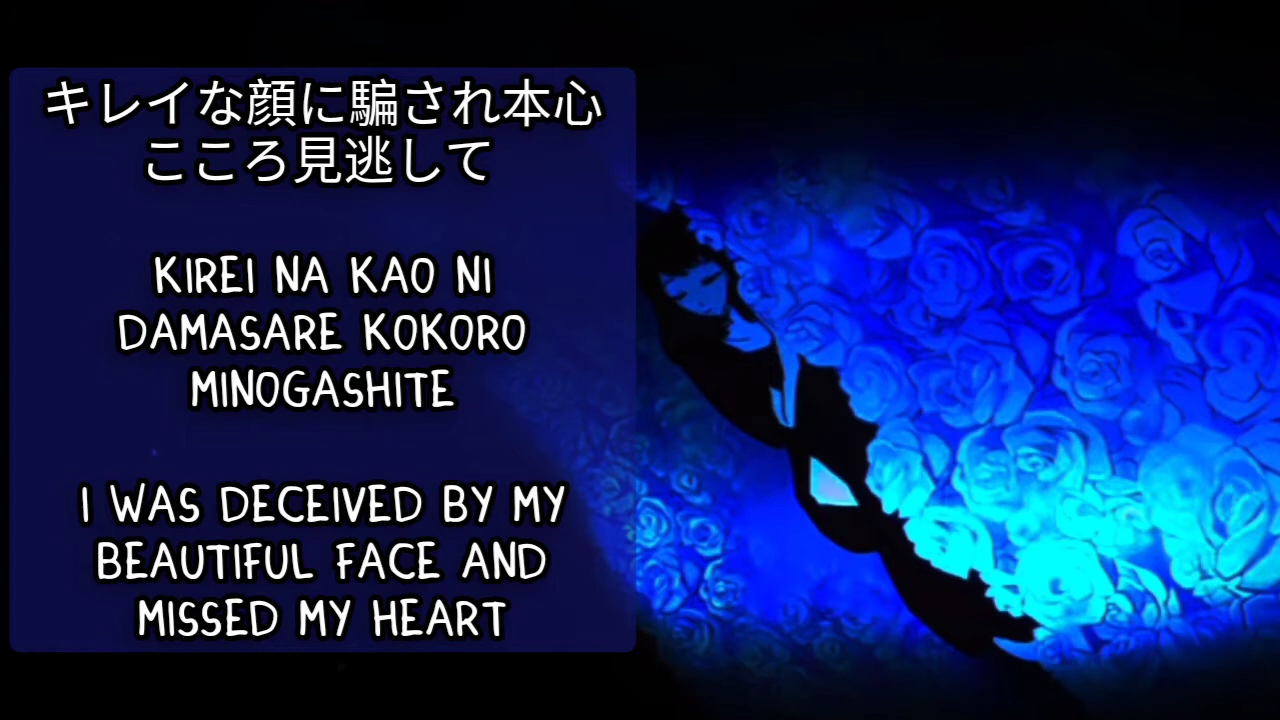 キレイな顔に騙され本心
こころ見逃して
KIREI NA KAO NI
DAMASARE KOKORO
MINOGASHITE
I WAS DECEIVED BY MY
BEAUTIFUL FACE AND
MISSED MY HEART